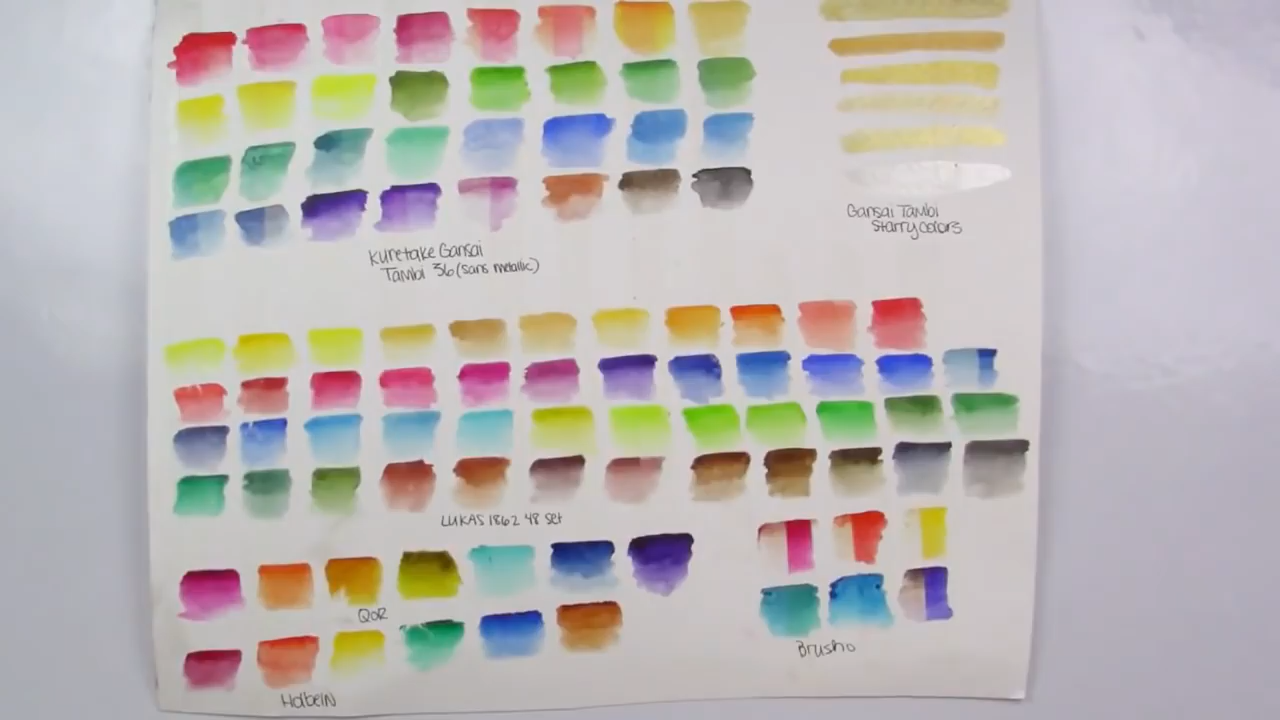 Gansai Tambi
Starry Colors
Kuretake Gansai
Tambi 36 (sans metallic)
LUKAS 1862 48 Set
QoR
Brusho
HolbeIN